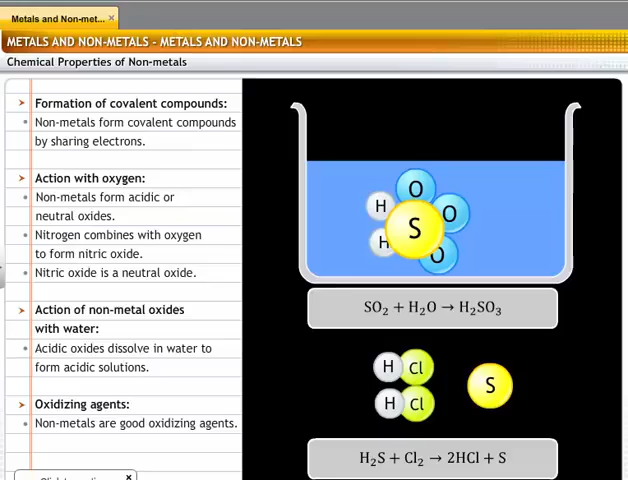 Metals and Non-met...
METALS AND NON-METALS - METALS AND NON-METALS
Chemical Properties of Non-metals
Formation of covalent compounds:
Non-metals form covalent compounds
by sharing electrons.
Action with oxygen:
Non-metals form acidic or
neutral oxides.
Nitrogen combines with oxygen
to form nitric oxide.
Nitric oxide is a neutral oxide.
Action of non-metal oxides
with water:
Acidic oxides dissolve in water to
form acidic solutions.
Oxidizing agents:
Non-metals are good oxidizing agents.
O
H
O
S
H
O
SO₂ + H₂O → H₂SO₃
H Cl
S
H Cl
H₂S + Cl₂ → 2HCl + S